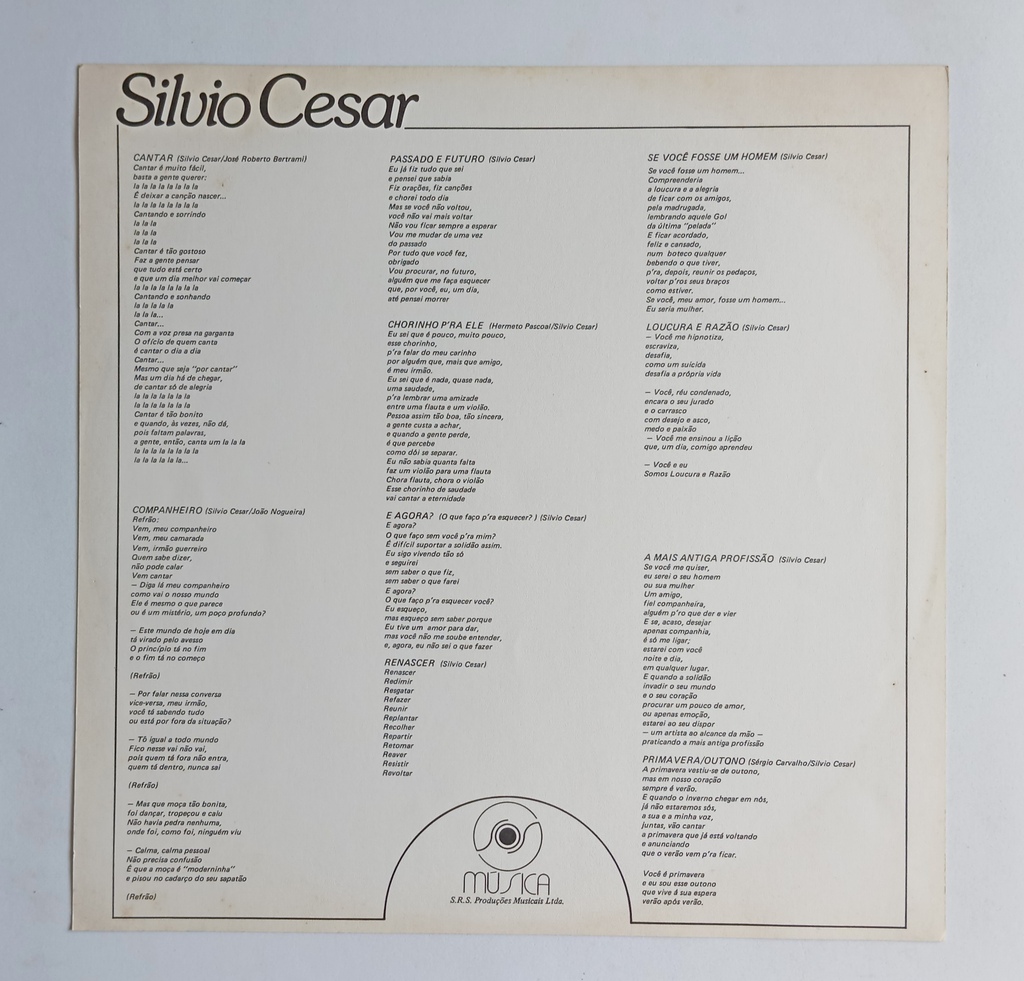 Silvio Cesar
CANTAR (Silvio Cesar/José Roberto Bertrami)
Cantar é muito fácil,
basta a gente querer:
la la la la la la la la
É deixar a canção nascer...
la la la la la la la la
Cantando e sorrindo
la la la
la la la
la la la
Cantar é tão gostoso
Faz a gente pensar
que tudo está certo
e que um dia melhor vai começar
la la la la la la la la
Cantando e sonhando
la la la la la
la la la...
Cantar...
Com a voz presa na garganta
O ofício de quem canta
é cantar o dia a dia
Cantar...
Mesmo que seja "por cantar"
Mas um dia há de chegar,
de cantar só de alegria
la la la la la la la
la la la la la la la
Cantar é tão bonito
e quando, às vezes, não dá,
pois faltam palavras,
a gente, então, canta um la la la
la la la la la la la la
la la la la la la...
COMPANHEIRO (Silvio Cesar/João Nogueira)
Refrão:
Vem, meu companheiro
Vem, meu camarada
Vem, irmão guerreiro
Quem sabe dizer,
não pode calar
Vem cantar
— Diga lá meu companheiro
como vai o nosso mundo
Ele é mesmo o que parece
ou é um mistério, um poço profundo?
— Este mundo de hoje em dia
tá virado pelo avesso
O princípio tá no fim
e o fim tá no começo
(Refrão)
— Por falar nessa conversa
vice-versa, meu irmão,
você tá sabendo tudo
ou está por fora da situação?
— Tô igual a todo mundo
Fico nesse vai não vai,
pois quem tá fora não entra,
quem tá dentro, nunca sai
(Refrão)
— Mas que moça tão bonita,
foi dançar, tropeçou e caiu
Não havia pedra nenhuma,
onde foi, como foi, ninguém viu
— Calma, calma pessoal
Não precisa confusão
É que a moça é "moderninha"
e pisou no cadarço do seu sapatão
(Refrão)
PASSADO E FUTURO (Silvio Cesar)
Eu já fiz tudo que sei
e pensei que sabia
Fiz orações, fiz canções
e chorei todo dia
Mas se você não voltou,
você não vai mais voltar
Não vou ficar sempre a esperar
Vou me mudar de uma vez
do passado
Por tudo que você fez,
obrigado
Vou procurar, no futuro,
alguém que me faça esquecer
que, por você, eu, um dia,
até pensei morrer
CHORINHO P'RA ELE (Hermeto Pascoal/Silvio Cesar)
Eu sei que é pouco, muito pouco,
esse chorinho,
p'ra falar do meu carinho
por alguém que, mais que amigo,
é meu irmão.
Eu sei que é nada, quase nada,
uma saudade,
p'ra lembrar uma amizade
entre uma flauta e um violão.
Pessoa assim tão boa, tão sincera,
a gente custa a achar,
e quando a gente perde,
é que percebe
como dói se separar.
Eu não sabia quanta falta
faz um violão para uma flauta
Chora flauta, chora o violão
Esse chorinho de saudade
vai cantar a eternidade
E AGORA? (O que faço p'ra esquecer?) (Silvio Cesar)
E agora?
O que faço sem você p'ra mim?
É difícil suportar a solidão assim.
Eu sigo vivendo tão só
e seguirei
sem saber o que fiz,
sem saber o que farei
E agora?
O que faço p'ra esquecer você?
Eu esqueço,
mas esqueço sem saber porque
Eu tive um amor para dar,
mas você não me soube entender,
e, agora, eu não sei o que fazer
RENASCER (Silvio Cesar)
Renascer
Redimir
Resgatar
Refazer
Reunir
Replantar
Recolher
Repartir
Retomar
Reaver
Resistir
Revoltar
MÚSICA
S.R.S. Produções Musicais Ltda.
SE VOCÊ FOSSE UM HOMEM (Silvio Cesar)
Se você fosse um homem...
Compreenderia
a loucura e a alegria
de ficar com os amigos,
pela madrugada,
lembrando aquele Gol
da última "pelada"
E ficar acordado,
feliz e cansado,
num boteco qualquer
bebendo o que tiver,
p'ra, depois, reunir os pedaços,
voltar p'ros seus braços
como estiver.
Se você, meu amor, fosse um homem...
Eu seria mulher.
LOUCURA E RAZÃO (Silvio Cesar)
— Você me hipnotiza,
escraviza,
desafia,
como um suicida
desafia a própria vida
— Você, réu condenado,
encara o seu jurado
e o carrasco
com desejo e asco,
medo e paixão
— Você me ensinou a lição
que, um dia, comigo aprendeu
— Você e eu
Somos Loucura e Razão
A MAIS ANTIGA PROFISSÃO (Silvio Cesar)
Se você me quiser,
eu serei o seu homem
ou sua mulher
Um amigo,
fiel companheira,
alguém p'ro que der e vier
E se, acaso, desejar
apenas companhia,
é só me ligar;
estarei com você
noite e dia,
em qualquer lugar.
E quando a solidão
invadir o seu mundo
e o seu coração
procurar um pouco de amor,
ou apenas emoção,
estarei ao seu dispor
— um artista ao alcance da mão —
praticando a mais antiga profissão
PRIMAVERA/OUTONO (Sérgio Carvalho/Silvio Cesar)
A primavera vestiu-se de outono,
mas em nosso coração
sempre é verão.
E quando o inverno chegar em nós,
já não estaremos sós,
a sua e a minha voz,
juntas, vão cantar
a primavera que já está voltando
e anunciando
que o verão vem p'ra ficar.
Você é primavera
e eu sou esse outono
que vive à sua espera
verão após verão.